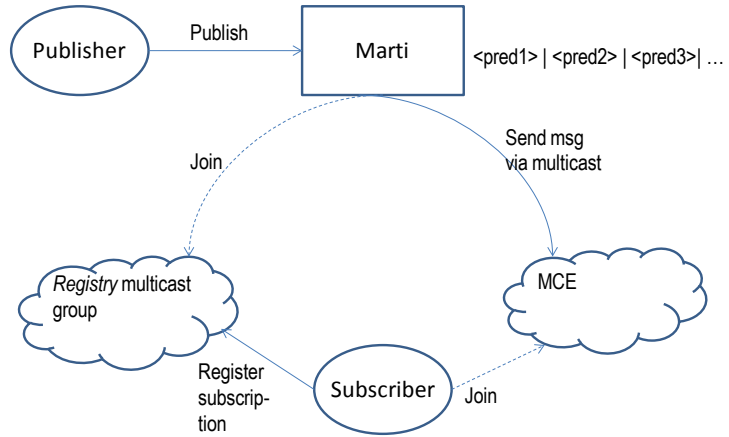 Publisher
Publish
Marti
<pred1> | <pred2> | <pred3>| …
Join
Send msg
via multicast
Registry multicast
group
MCE
Register
subscrip-
tion
Subscriber
Join